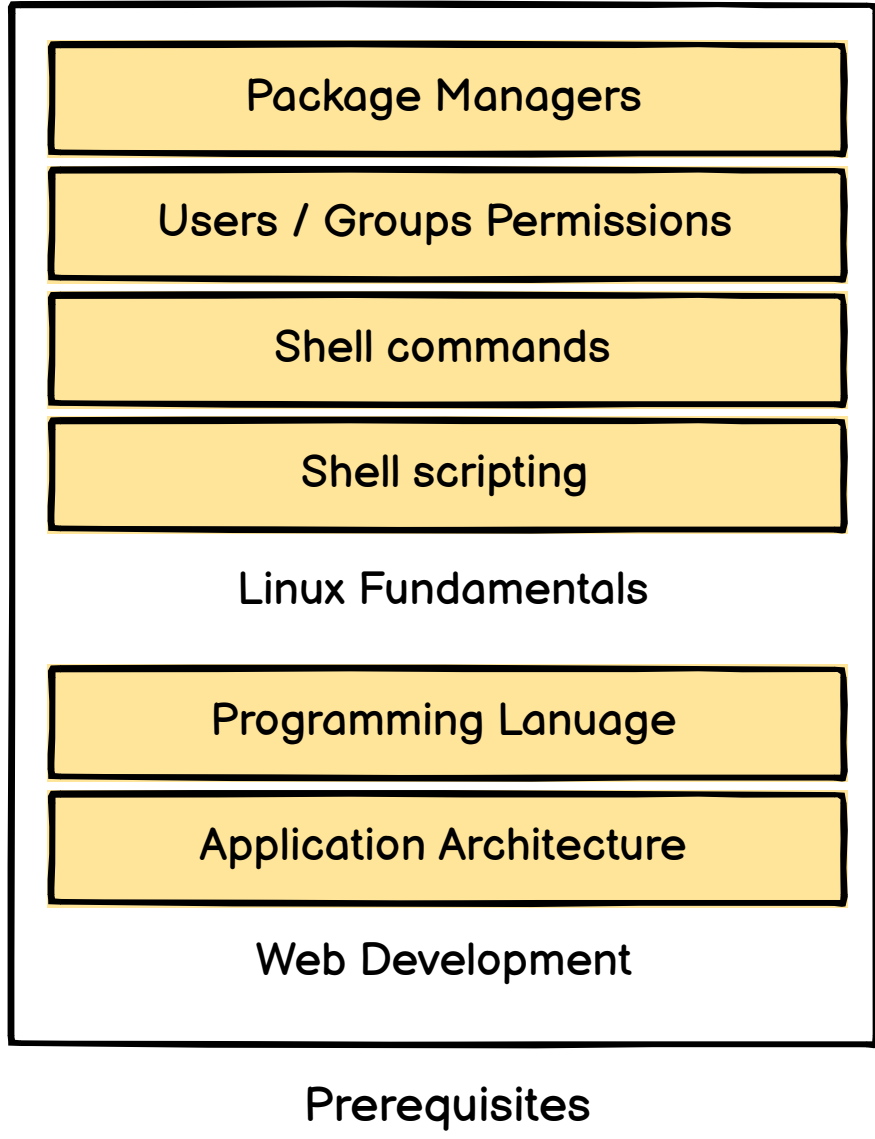 Package Managers
Users / Groups Permissions
Shell commands
Shell scripting
Linux Fundamentals
Programming Lanuage
Application Architecture
Web Development
Prerequisites